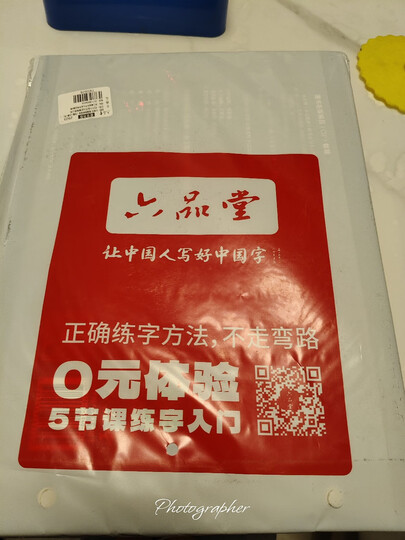 六品堂
让中国人写好中国字
正确练字方法,不走弯路
0元体验
5节课练字入门
Photographer